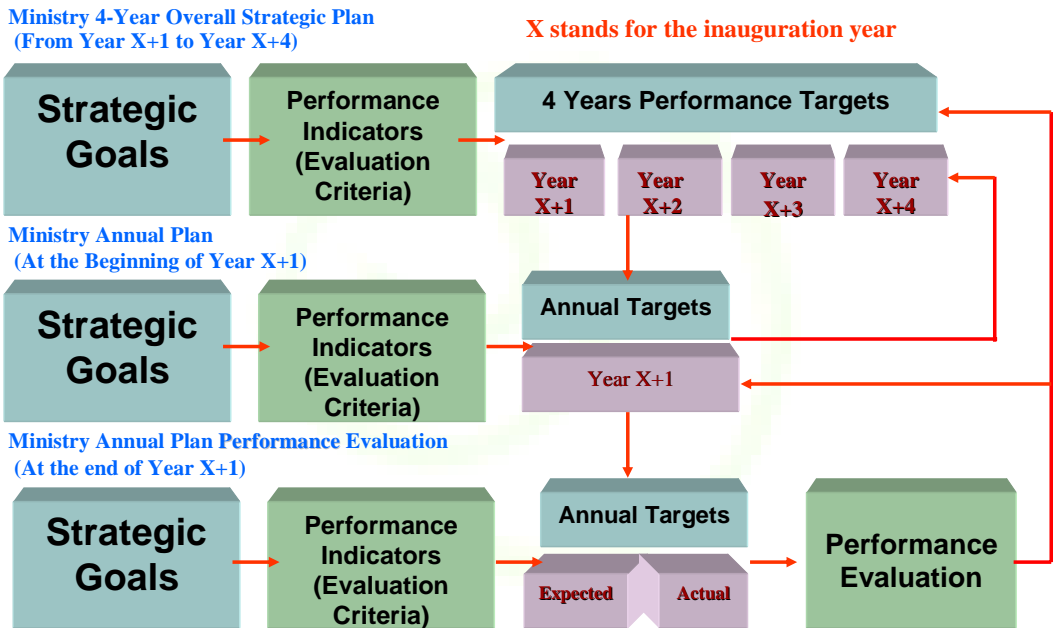 Ministry 4-Year Overall Strategic Plan
(From Year X+1 to Year X+4)
X stands for the inauguration year
Strategic
Goals
Performance
Indicators
(Evaluation
Criteria)
4 Years Performance Targets
Year
X+1
Year
X+2
Year
X+3
Year
X+4
Ministry Annual Plan
(At the Beginning of Year X+1)
Strategic
Goals
Performance
Indicators
(Evaluation
Criteria)
Annual Targets
Year X+1
Ministry Annual Plan Performance Evaluation
(At the end of Year X+1)
Strategic
Goals
Performance
Indicators
(Evaluation
Criteria)
Annual Targets
Expected
Actual
Performance
Evaluation